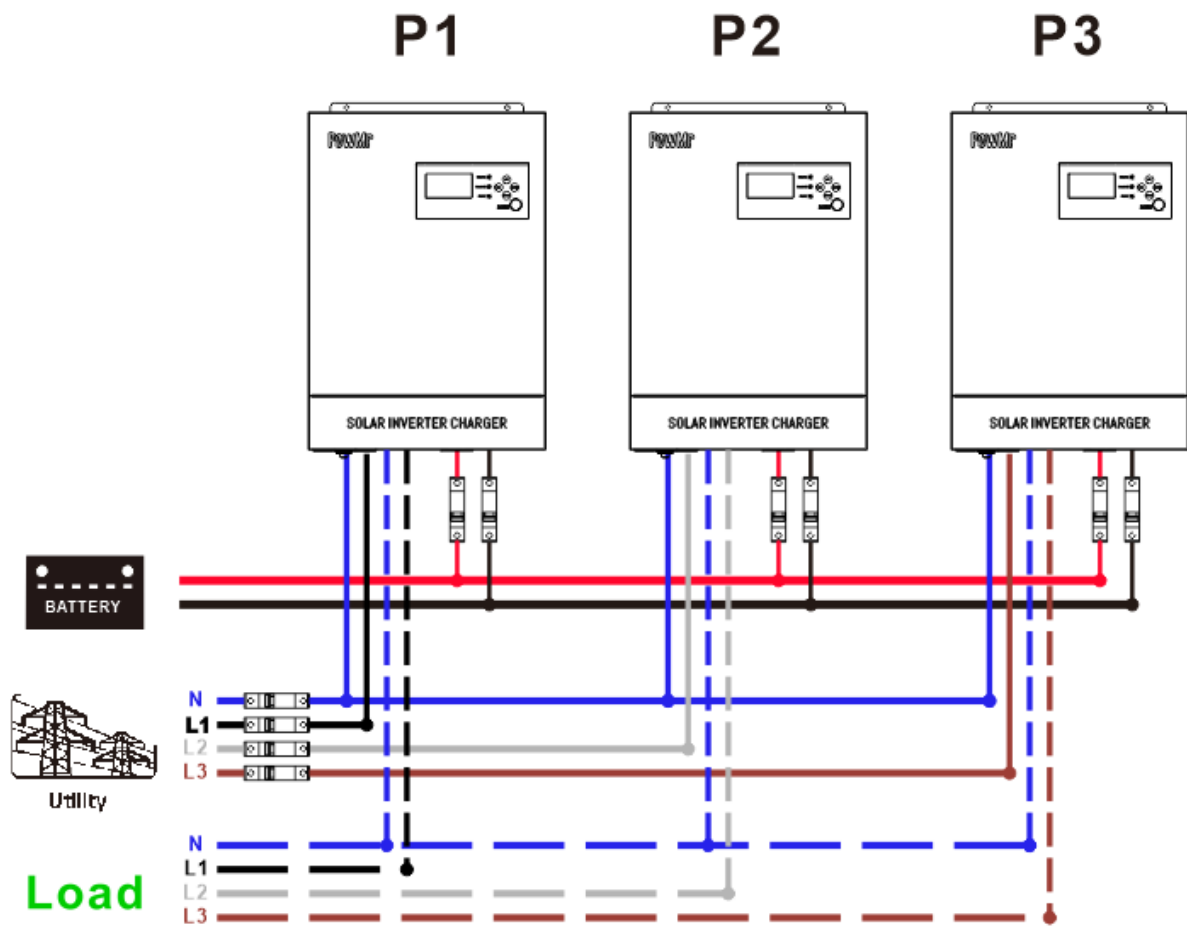 P1 P2 P3
PowMr PowMr PowMr
SOLAR INVERTER CHARGER SOLAR INVERTER CHARGER SOLAR INVERTER CHARGER
BATTERY
N
L1
L2
L3
Utility
N
L1
L2
L3
Load